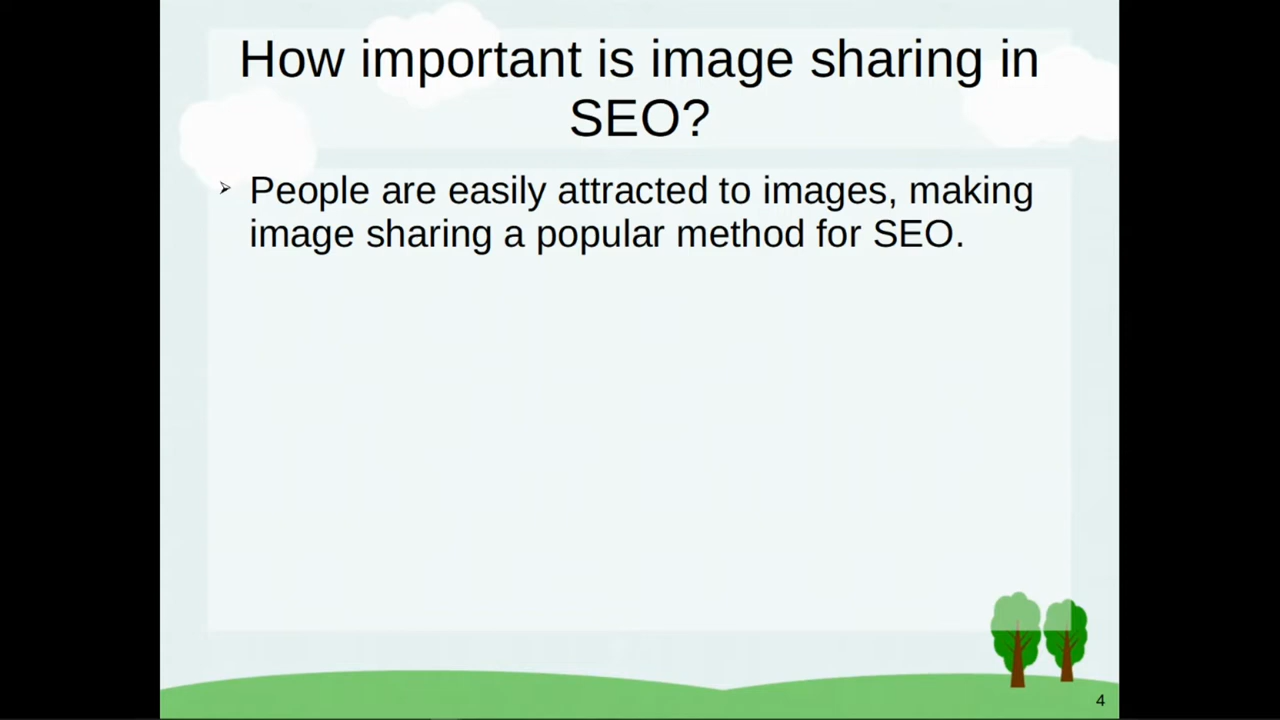 How important is image sharing in
SEO?
➢ People are easily attracted to images, making
image sharing a popular method for SEO.
4